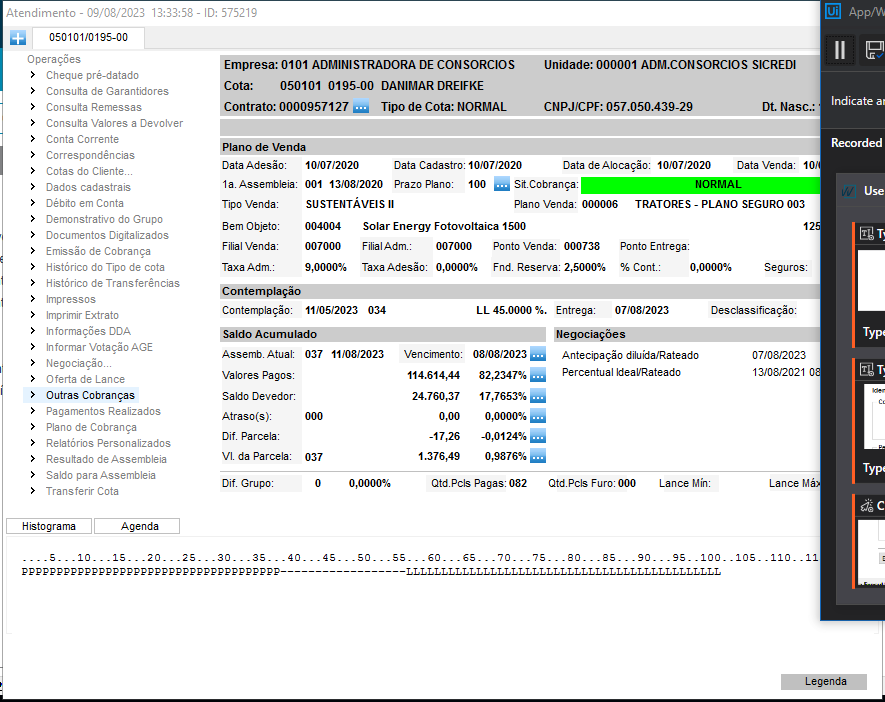 Atendimento - 09/08/2023 13:33:58 - ID: 575219
050101/0195-00
Operações
Cheque pré-datado
Consulta de Garantidores
Consulta Remessas
Consulta Valores a Devolver
Conta Corrente
Correspondências
Cotas do Cliente...
Dados cadastrais
Débito em Conta
Demonstrativo do Grupo
Documentos Digitalizados
Emissão de Cobrança
Histórico do Tipo de cota
Histórico de Transferências
Impressos
Imprimir Extrato
Informações DDA
Informar Votação AGE
Negociação...
Oferta de Lance
Outras Cobranças
Pagamentos Realizados
Plano de Cobrança
Relatórios Personalizados
Resultado de Assembleia
Saldo para Assembleia
Transferir Cota
Empresa: 0101 ADMINISTRADORA DE CONSORCIOS Unidade: 000001 ADM.CONSORCIOS SICREDI
Cota: 050101 0195-00 DANIMAR DREIFKE
Contrato: 0000957127 ... Tipo de Cota: NORMAL CNPJ/CPF: 057.050.439-29 Dt. Nasc.:
Plano de Venda
Data Adesão: 10/07/2020 Data Cadastro: 10/07/2020 Data de Alocação: 10/07/2020 Data Venda: 10/0
1a. Assembleia: 001 13/08/2020 Prazo Plano: 100 ... Sit.Cobrança: NORMAL
Tipo Venda: SUSTENTÁVEIS II Plano Venda: 000006 TRATORES - PLANO SEGURO 003
Bem Objeto: 004004 Solar Energy Fotovoltaica 1500 125
Filial Venda: 007000 Filial Adm.: 007000 Ponto Venda: 000738 Ponto Entrega:
Taxa Adm.: 9,0000% Taxa Adesão: 0,0000% Fnd. Reserva: 2,5000% % Cont.: 0,0000% Seguros:
Contemplação
Contemplação: 11/05/2023 034 LL 45.0000 %. Entrega: 07/08/2023 Desclassificação:
Saldo Acumulado
Assemb. Atual: 037 11/08/2023 Vencimento: 08/08/2023 ...
Valores Pagos: 114.614,44 82,2347% ...
Saldo Devedor: 24.760,37 17,7653% ...
Atraso(s): 000 0,00 0,0000% ...
Dif. Parcela: -17,26 -0,0124% ...
Vl. da Parcela: 037 1.376,49 0,9876% ...
Negociações
Antecipação diluída/Rateado 07/08/2023
Percentual Ideal/Rateado 13/08/2021 08
Dif. Grupo: 0 0,0000% Qtd.Pcls Pagas: 082 Qtd.Pcls Furo: 000 Lance Mín: Lance Máx
Histograma
Agenda
....5...10...15...20...25...30...35...40...45...50...55...60...65...70...75...80...85...90...95..100..105..110..11
PPPPPPPPPPPPPPPPPPPPPPPPPPPPPPPPPPPPP------------------LLLLLLLLLLLLLLLLLLLLLLLLLLLLLLLLLLLLLLLLLLLLL
Legenda
Ui App/W
Indicate an
Recorded
Use
Ty
Type
Ty
Type
C